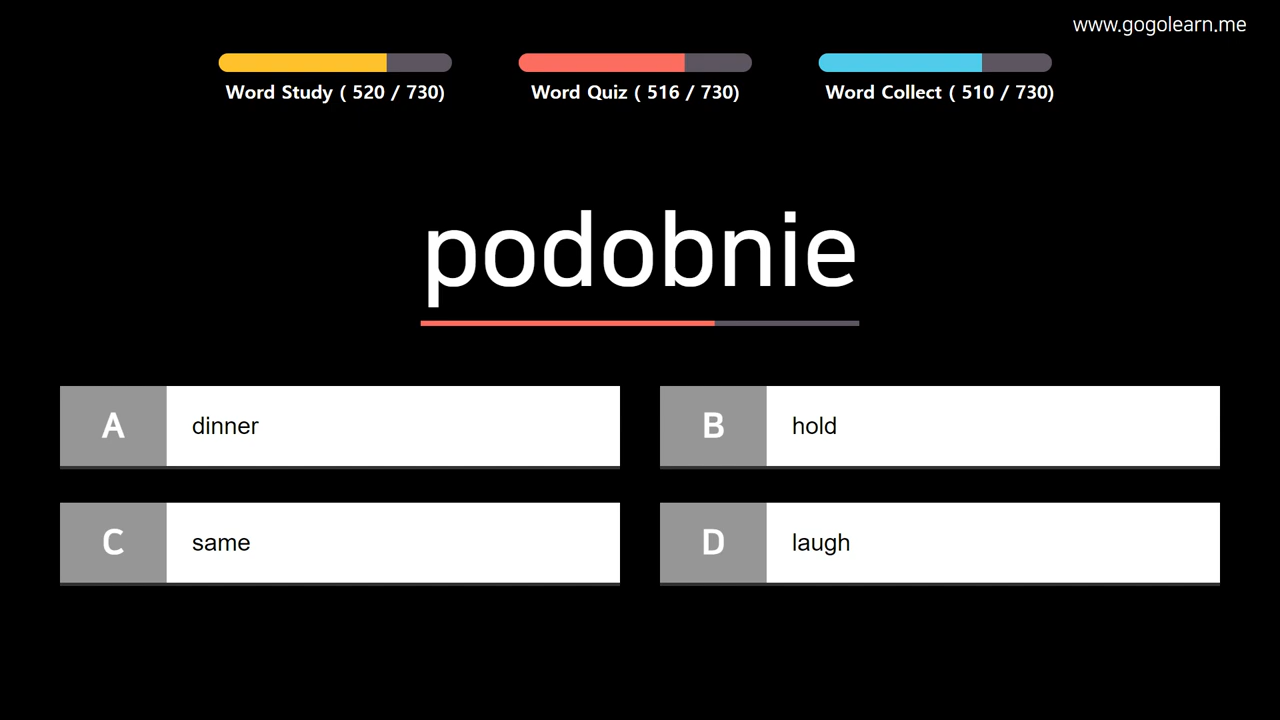 www.gogolearn.me
Word Study ( 520 / 730)
Word Quiz ( 516 / 730)
Word Collect ( 510 / 730)
podobnie
A dinner
B hold
C same
D laugh